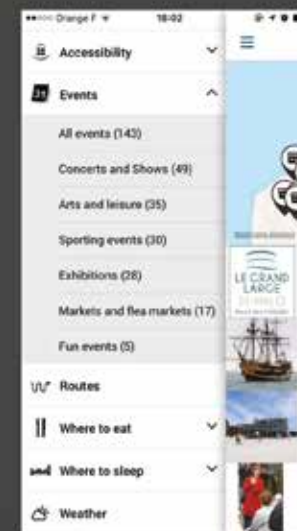 Orange F 18:02
Accessibility
31 Events
All events (143)
Concerts and Shows (49)
Arts and leisure (35)
Sporting events (30)
Exhibitions (28)
Markets and flea markets (17)
Fun events (5)
Routes
Where to eat
Where to sleep
Weather
LE GRAND
LARGE